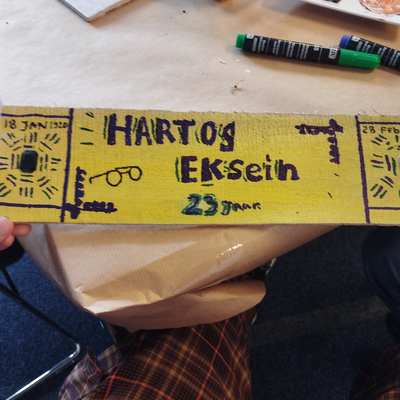 18 JAN 1920
HARTOG
EKsein
23 jaar
28 FEB